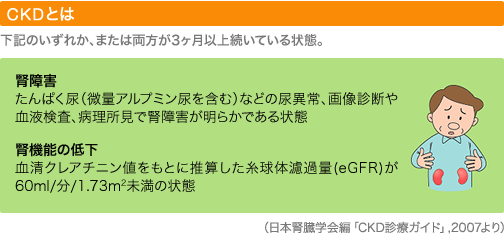 CKDとは
下記のいずれか、または両方が3ヶ月以上続いている状態。
腎障害
たんぱく尿(微量アルブミン尿を含む)などの尿異常、画像診断や
血液検査、病理所見で腎障害が明らかである状態
腎機能の低下
血清クレアチニン値をもとに推算した糸球体濾過量(eGFR)が
60ml/分/1.73m²未満の状態
(日本腎臓学会編「CKD診療ガイド」,2007より)